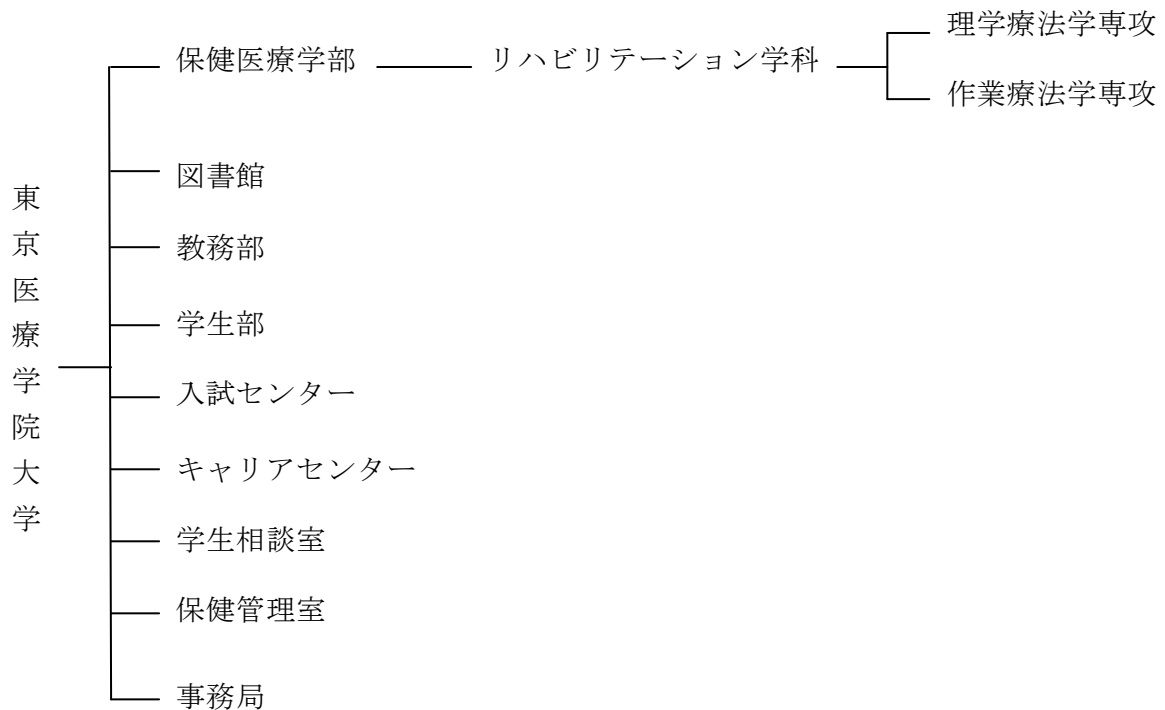 東京医療学院大学
保健医療学部
リハビリテーション学科
理学療法学専攻
作業療法学専攻
図書館
教務部
学生部
入試センター
キャリアセンター
学生相談室
保健管理室
事務局